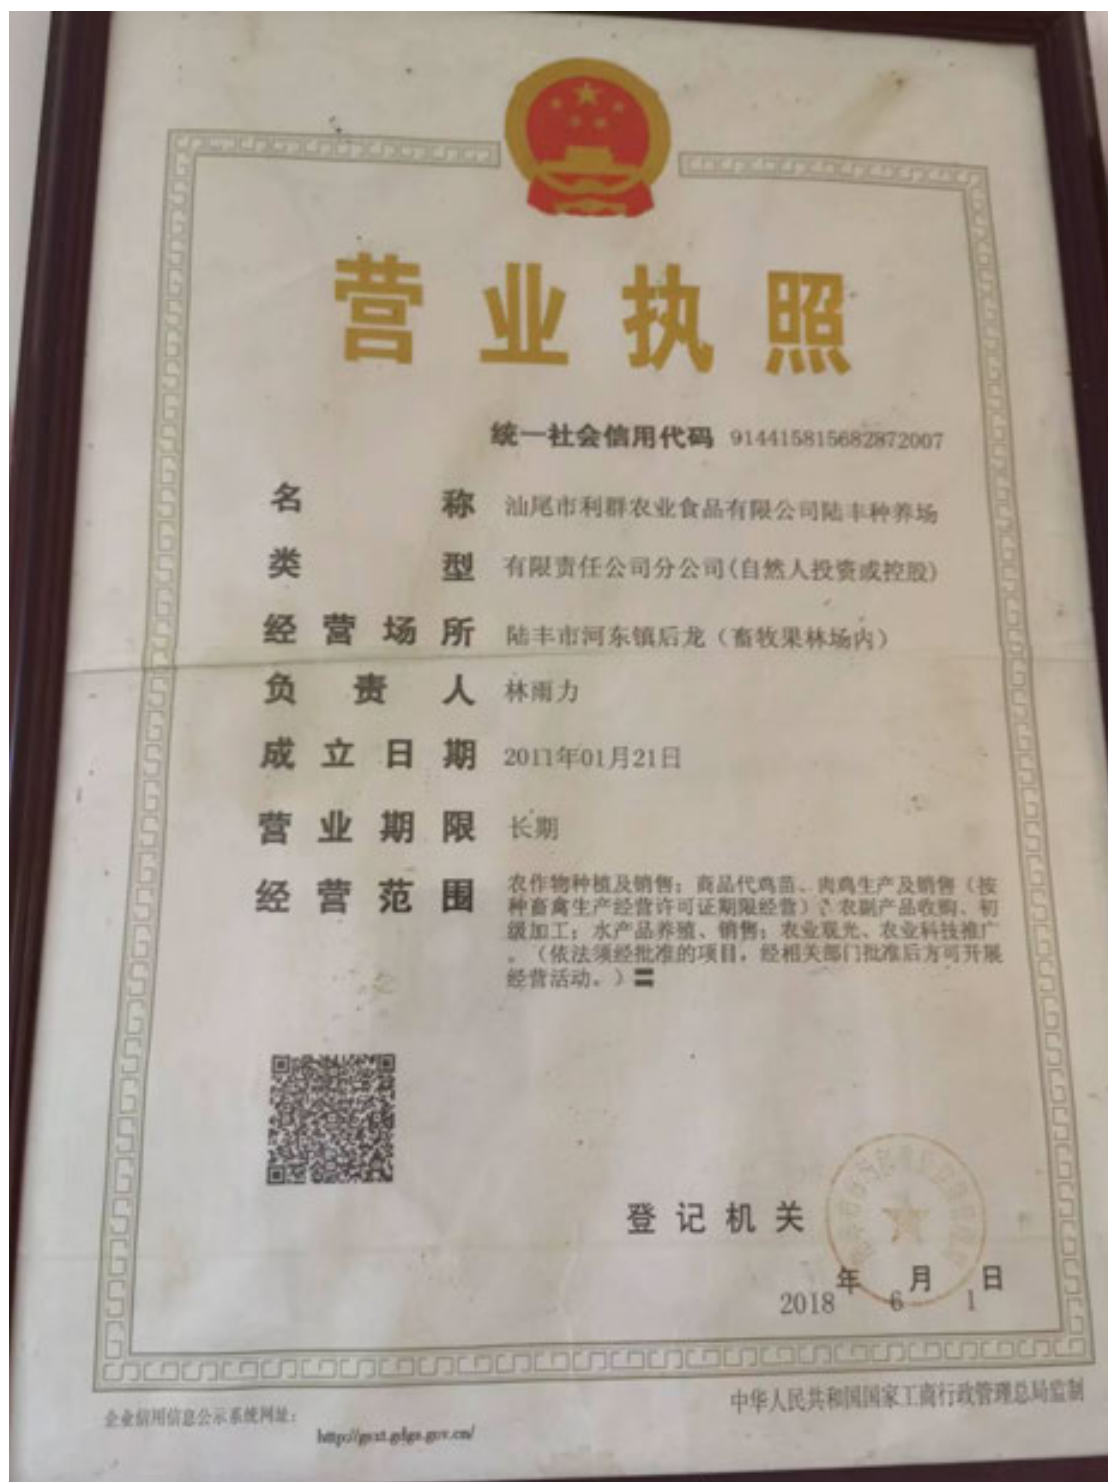 营业执照
统一社会信用代码 914415815682872007
名称 汕尾市利群农业食品有限公司陆丰种养场
类型 有限责任公司分公司(自然人投资或控股)
经营场所 陆丰市河东镇后龙（畜牧果林场内）
负责人 林雨力
成立日期 2011年01月21日
营业期限 长期
经营范围 农作物种植及销售；商品代鸡苗、肉鸡生产及销售（按
种畜禽生产经营许可证期限经营）；农副产品收购、初
级加工；水产品养殖、销售；农业观光、农业科技推广
。（依法须经批准的项目，经相关部门批准后方可开展
经营活动。）〓
登记机关
2018年6月1日
企业信用信息公示系统网址：
http://gsxt.gdgs.gov.cn/
中华人民共和国国家工商行政管理总局监制